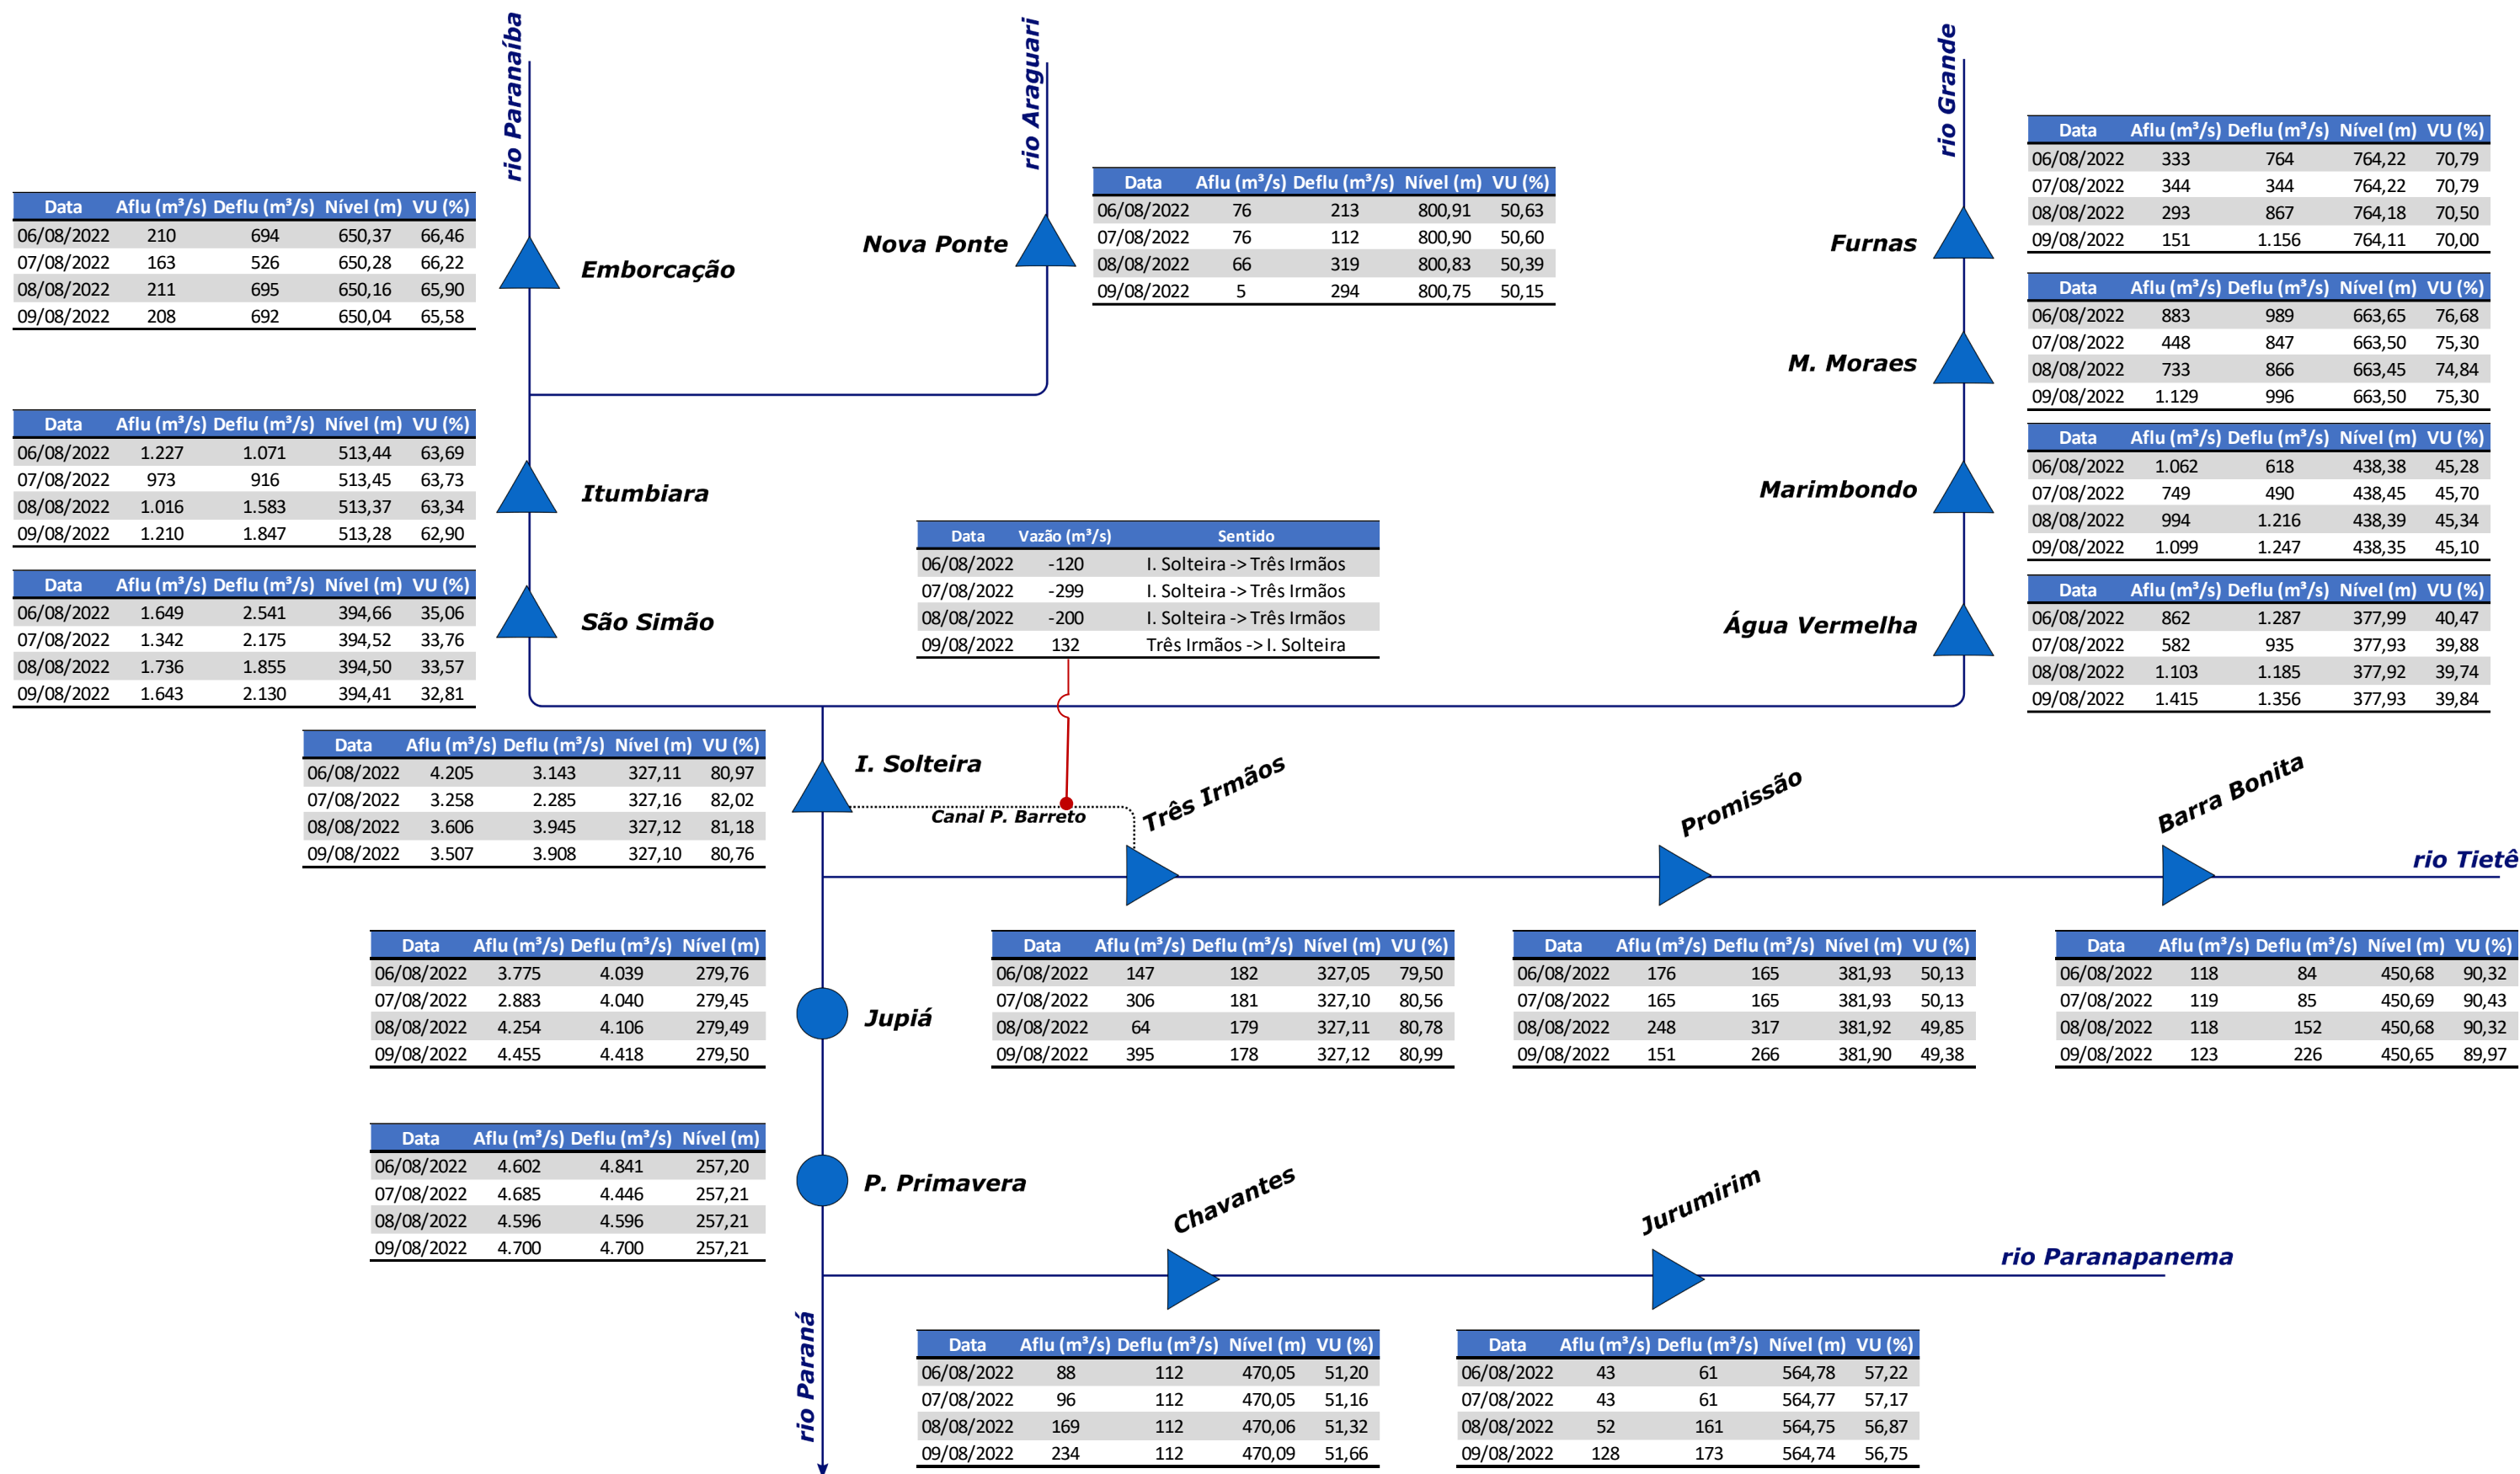 rio Paranaíba
rio Araguari
rio Grande
Data Aflu (m³/s) Deflu (m³/s) Nível (m) VU (%)
06/08/2022 333 764 764,22 70,79
07/08/2022 344 344 764,22 70,79
08/08/2022 293 867 764,18 70,50
09/08/2022 151 1.156 764,11 70,00
Furnas
Data Aflu (m³/s) Deflu (m³/s) Nível (m) VU (%)
06/08/2022 76 213 800,91 50,63
07/08/2022 76 112 800,90 50,60
08/08/2022 66 319 800,83 50,39
09/08/2022 5 294 800,75 50,15
Nova Ponte
Data Aflu (m³/s) Deflu (m³/s) Nível (m) VU (%)
06/08/2022 210 694 650,37 66,46
07/08/2022 163 526 650,28 66,22
08/08/2022 211 695 650,16 65,90
09/08/2022 208 692 650,04 65,58
Emborcação
Data Aflu (m³/s) Deflu (m³/s) Nível (m) VU (%)
06/08/2022 883 989 663,65 76,68
07/08/2022 448 847 663,50 75,30
08/08/2022 733 866 663,45 74,84
09/08/2022 1.129 996 663,50 75,30
M. Moraes
Data Aflu (m³/s) Deflu (m³/s) Nível (m) VU (%)
06/08/2022 1.227 1.071 513,44 63,69
07/08/2022 973 916 513,45 63,73
08/08/2022 1.016 1.583 513,37 63,34
09/08/2022 1.210 1.847 513,28 62,90
Itumbiara
Data Aflu (m³/s) Deflu (m³/s) Nível (m) VU (%)
06/08/2022 1.062 618 438,38 45,28
07/08/2022 749 490 438,45 45,70
08/08/2022 994 1.216 438,39 45,34
09/08/2022 1.099 1.247 438,35 45,10
Marimbondo
Data Vazão (m³/s) Sentido
06/08/2022 -120 I. Solteira -> Três Irmãos
07/08/2022 -299 I. Solteira -> Três Irmãos
08/08/2022 -200 I. Solteira -> Três Irmãos
09/08/2022 132 Três Irmãos -> I. Solteira
Data Aflu (m³/s) Deflu (m³/s) Nível (m) VU (%)
06/08/2022 1.649 2.541 394,66 35,06
07/08/2022 1.342 2.175 394,52 33,76
08/08/2022 1.736 1.855 394,50 33,57
09/08/2022 1.643 2.130 394,41 32,81
São Simão
Data Aflu (m³/s) Deflu (m³/s) Nível (m) VU (%)
06/08/2022 862 1.287 377,99 40,47
07/08/2022 582 935 377,93 39,88
08/08/2022 1.103 1.185 377,92 39,74
09/08/2022 1.415 1.356 377,93 39,84
Água Vermelha
Data Aflu (m³/s) Deflu (m³/s) Nível (m) VU (%)
06/08/2022 4.205 3.143 327,11 80,97
07/08/2022 3.258 2.285 327,16 82,02
08/08/2022 3.606 3.945 327,12 81,18
09/08/2022 3.507 3.908 327,10 80,76
I. Solteira
Canal P. Barreto
Três Irmãos
Promissão
Barra Bonita
rio Tietê
Data Aflu (m³/s) Deflu (m³/s) Nível (m)
06/08/2022 3.775 4.039 279,76
07/08/2022 2.883 4.040 279,45
08/08/2022 4.254 4.106 279,49
09/08/2022 4.455 4.418 279,50
Jupiá
Data Aflu (m³/s) Deflu (m³/s) Nível (m) VU (%)
06/08/2022 147 182 327,05 79,50
07/08/2022 306 181 327,10 80,56
08/08/2022 64 179 327,11 80,78
09/08/2022 395 178 327,12 80,99
Data Aflu (m³/s) Deflu (m³/s) Nível (m) VU (%)
06/08/2022 176 165 381,93 50,13
07/08/2022 165 165 381,93 50,13
08/08/2022 248 317 381,92 49,85
09/08/2022 151 266 381,90 49,38
Data Aflu (m³/s) Deflu (m³/s) Nível (m) VU (%)
06/08/2022 118 84 450,68 90,32
07/08/2022 119 85 450,69 90,43
08/08/2022 118 152 450,68 90,32
09/08/2022 123 226 450,65 89,97
Data Aflu (m³/s) Deflu (m³/s) Nível (m)
06/08/2022 4.602 4.841 257,20
07/08/2022 4.685 4.446 257,21
08/08/2022 4.596 4.596 257,21
09/08/2022 4.700 4.700 257,21
P. Primavera
Chavantes
Jurumirim
rio Paranapanema
rio Paraná
Data Aflu (m³/s) Deflu (m³/s) Nível (m) VU (%)
06/08/2022 88 112 470,05 51,20
07/08/2022 96 112 470,05 51,16
08/08/2022 169 112 470,06 51,32
09/08/2022 234 112 470,09 51,66
Data Aflu (m³/s) Deflu (m³/s) Nível (m) VU (%)
06/08/2022 43 61 564,78 57,22
07/08/2022 43 61 564,77 57,17
08/08/2022 52 161 564,75 56,87
09/08/2022 128 173 564,74 56,75